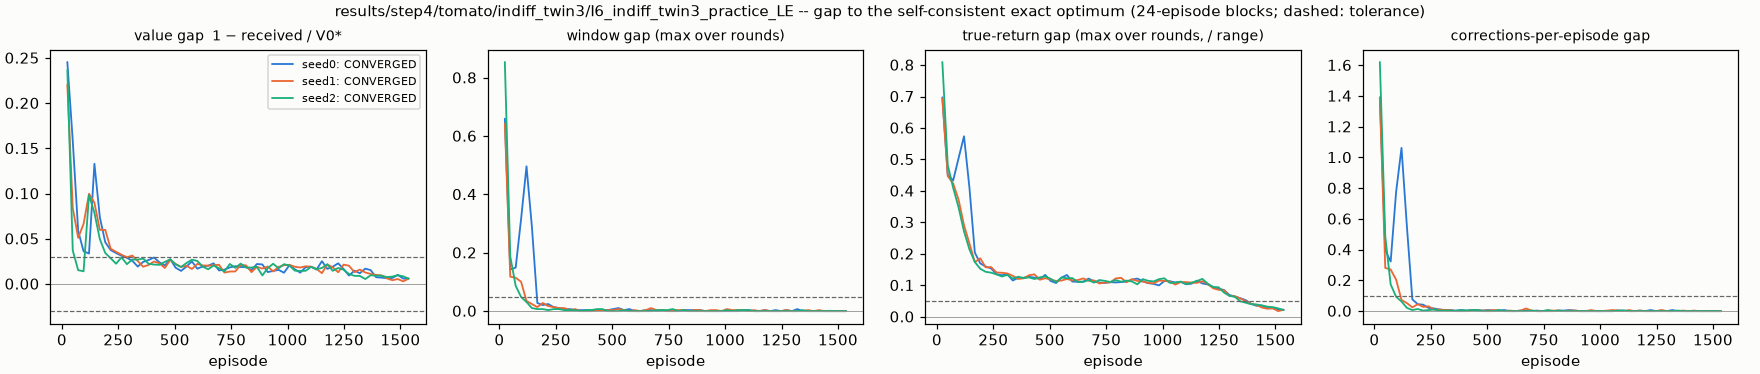 results/step4/tomato/indiff_twin3/I6_indiff_twin3_practice_LE -- gap to the self-consistent exact optimum (24-episode blocks; dashed: tolerance)
value gap 1 − received / V0*
0.25
0.20
0.15
0.10
0.05
0.00
seed0: CONVERGED
seed1: CONVERGED
seed2: CONVERGED
0 250 500 750 1000 1250 1500
episode
window gap (max over rounds)
0.8
0.6
0.4
0.2
0.0
0 250 500 750 1000 1250 1500
episode
true-return gap (max over rounds, / range)
0.8
0.7
0.6
0.5
0.4
0.3
0.2
0.1
0.0
0 250 500 750 1000 1250 1500
episode
corrections-per-episode gap
1.6
1.4
1.2
1.0
0.8
0.6
0.4
0.2
0.0
0 250 500 750 1000 1250 1500
episode